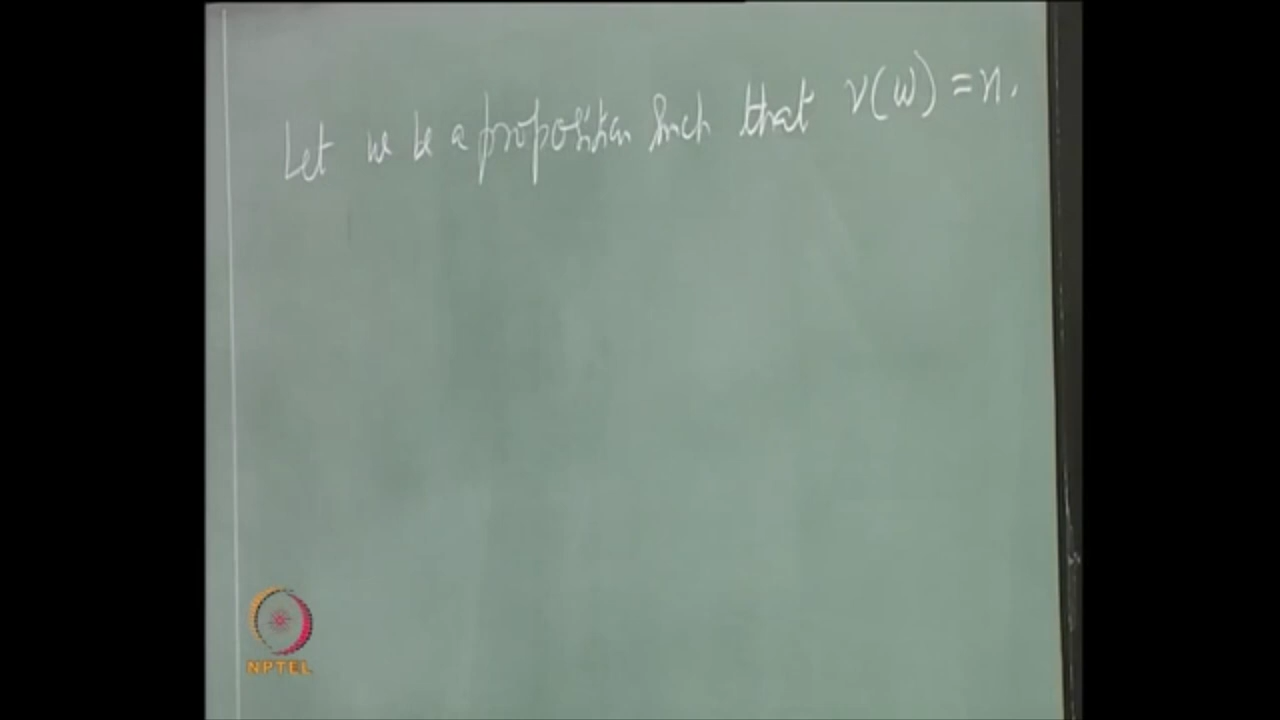 Let w be a proposition such that v(w) = n.
NPTEL